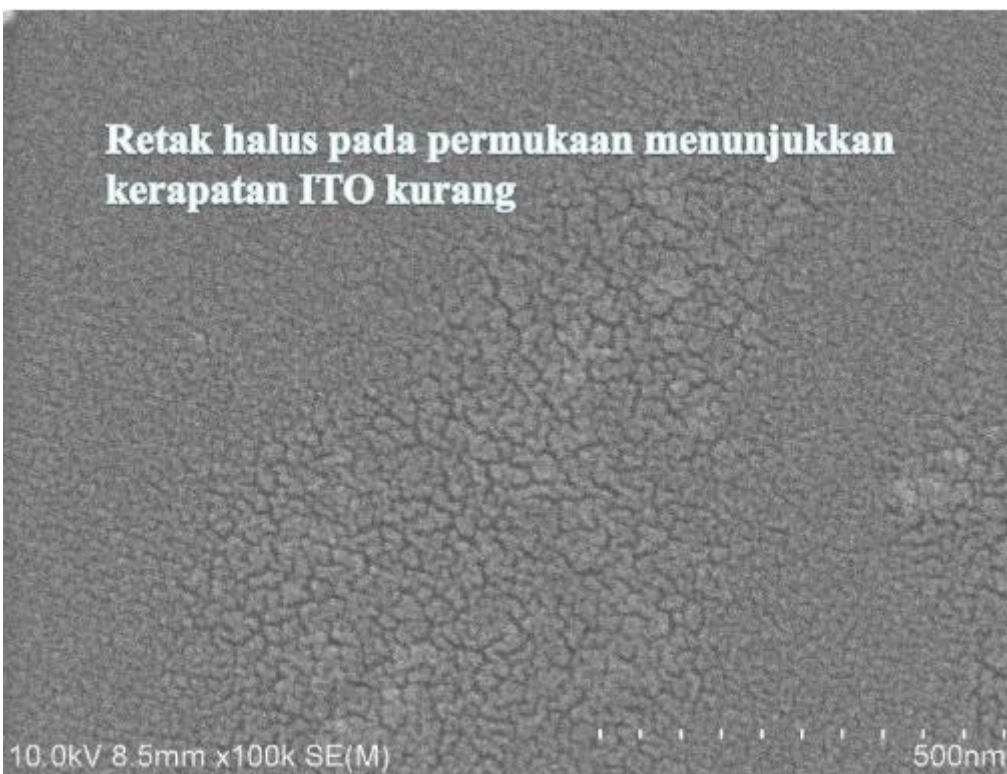 Retak halus pada permukaan menunjukkan
kerapatan ITO kurang
10.0kV 8.5mm x100k SE(M)
500nm